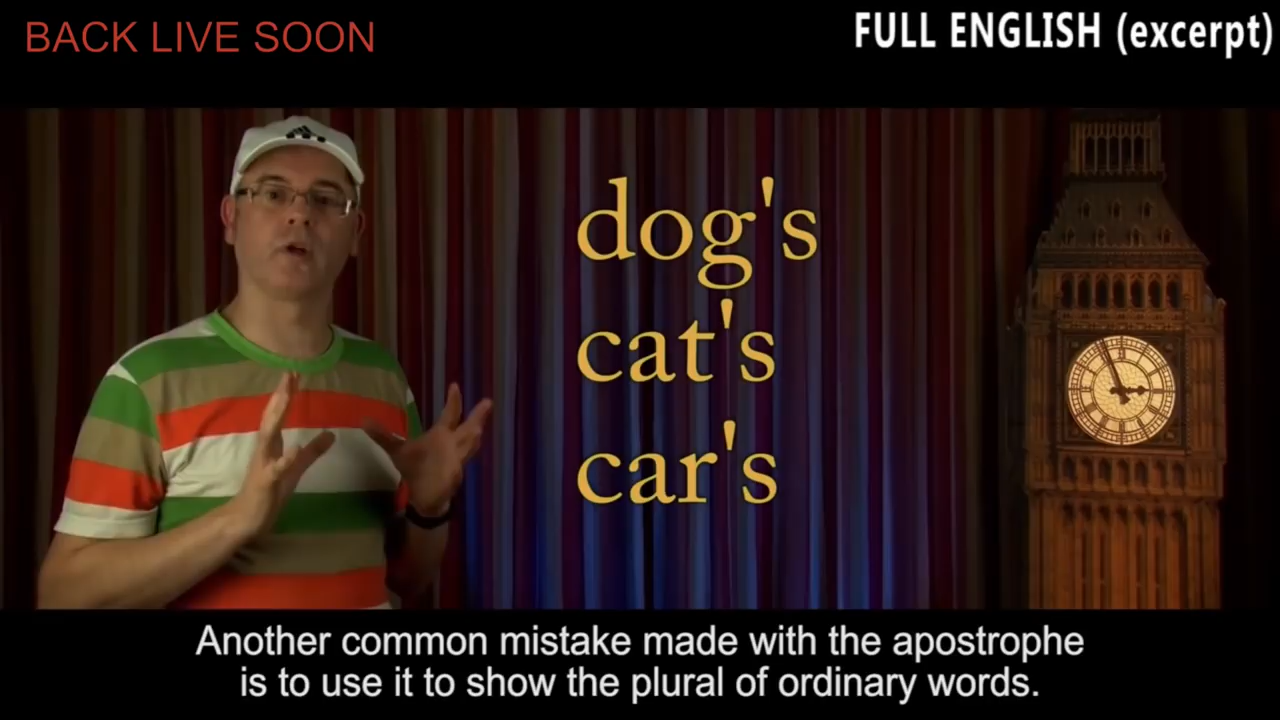 BACK LIVE SOON
FULL ENGLISH (excerpt)
dog's
cat's
car's
Another common mistake made with the apostrophe
is to use it to show the plural of ordinary words.